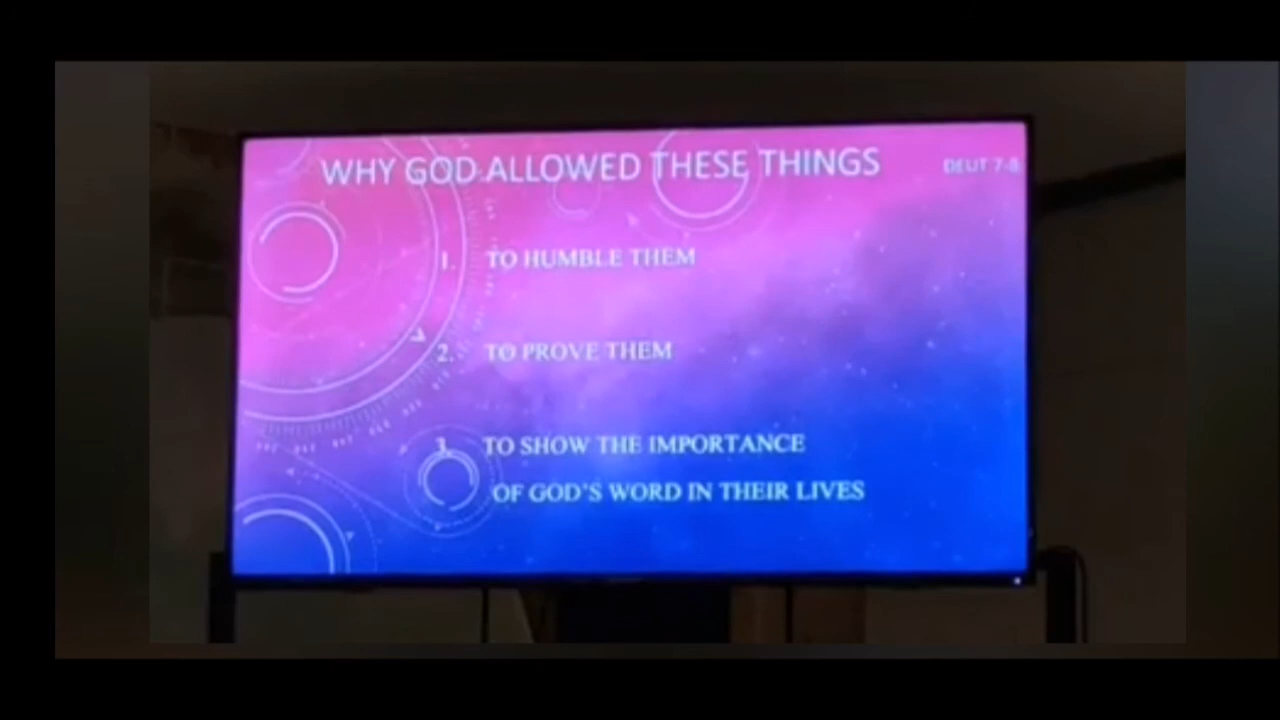 WHY GOD ALLOWED THESE THINGS
DEUT 7-8
1. TO HUMBLE THEM
2. TO PROVE THEM
3. TO SHOW THE IMPORTANCE
OF GOD'S WORD IN THEIR LIVES